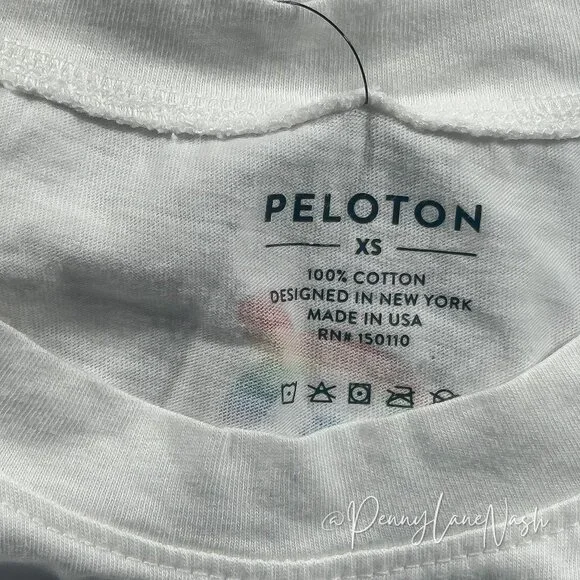 PELOTON
XS
100% COTTON
DESIGNED IN NEW YORK
MADE IN USA
RN# 150110
@PennyLaneNash